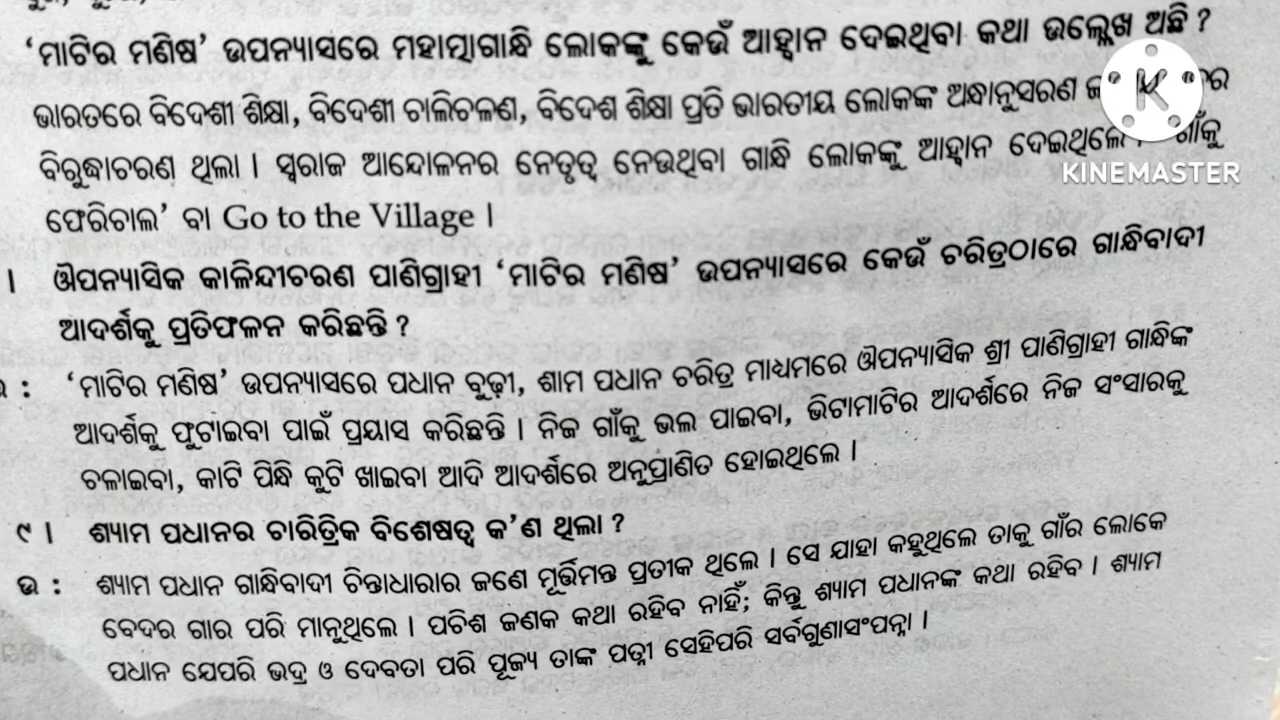 'ମାଟିର ମଣିଷ' ଉପନ୍ୟାସରେ ମହାତ୍ମାଗାନ୍ଧି ଲୋକଙ୍କୁ କେଉଁ ଆହ୍ୱାନ ଦେଇଥିବା କଥା ଉଲ୍ଲେଖ ଅଛି ?
ଭାରତରେ ବିଦେଶୀ ଶିକ୍ଷା, ବିଦେଶୀ ଚାଲିଚଳଣ, ବିଦେଶ ଶିକ୍ଷା ପ୍ରତି ଭାରତୀୟ ଲୋକଙ୍କ ଅନ୍ଧାନୁସରଣ
ବିରୁଦ୍ଧାଚରଣ ଥିଲା । ସ୍ୱରାଜ ଆନ୍ଦୋଳନର ନେତୃତ୍ୱ ନେଉଥିବା ଗାନ୍ଧି ଲୋକଙ୍କୁ ଆହ୍ୱାନ ଦେଇଥିଲେ ଗାଁକୁ
ଫେରିଚାଲ' ବା Go to the Village ।
। ଔପନ୍ୟାସିକ କାଳିନ୍ଦୀଚରଣ ପାଣିଗ୍ରାହୀ 'ମାଟିର ମଣିଷ' ଉପନ୍ୟାସରେ କେଉଁ ଚରିତ୍ରଠାରେ ଗାନ୍ଧିବାଦୀ
ଆଦର୍ଶକୁ ପ୍ରତିଫଳନ କରିଛନ୍ତି ?
: 'ମାଟିର ମଣିଷ' ଉପନ୍ୟାସରେ ପଧାନ ବୁଢ଼ୀ, ଶାମ ପଧାନ ଚରିତ୍ର ମାଧ୍ୟମରେ ଔପନ୍ୟାସିକ ଶ୍ରୀ ପାଣିଗ୍ରାହୀ ଗାନ୍ଧିଙ୍କ
ଆଦର୍ଶକୁ ଫୁଟାଇବା ପାଇଁ ପ୍ରୟାସ କରିଛନ୍ତି । ନିଜ ଗାଁକୁ ଭଲ ପାଇବା, ଭିଟାମାଟିର ଆଦର୍ଶରେ ନିଜ ସଂସାରକୁ
ଚଳାଇବା, କାଟି ପିନ୍ଧି କୁଟି ଖାଇବା ଆଦି ଆଦର୍ଶରେ ଅନୁପ୍ରାଣିତ ହୋଇଥିଲେ ।
୯ । ଶ୍ୟାମ ପଧାନର ଚାରିତ୍ରିକ ବିଶେଷତ୍ୱ କ'ଣ ଥିଲା ?
ଉ : ଶ୍ୟାମ ପଧାନ ଗାନ୍ଧିବାଦୀ ଚିନ୍ତାଧାରାର ଜଣେ ମୂର୍ତ୍ତିମନ୍ତ ପ୍ରତୀକ ଥିଲେ । ସେ ଯାହା କହୁଥିଲେ ତାକୁ ଗାଁର ଲୋକେ
ବେଦର ଗାର ପରି ମାନୁଥିଲେ । ପଚିଶ ଜଣକ କଥା ରହିବ ନାହିଁ; କିନ୍ତୁ ଶ୍ୟାମ ପଧାନଙ୍କ କଥା ରହିବ । ଶ୍ୟାମ
ପଧାନ ଯେପରି ଭଦ୍ର ଓ ଦେବତା ପରି ପୂଜ୍ୟ ତାଙ୍କ ପତ୍ନୀ ସେହିପରି ସର୍ବଗୁଣାସଂପନ୍ନା ।
K
KINEMASTER